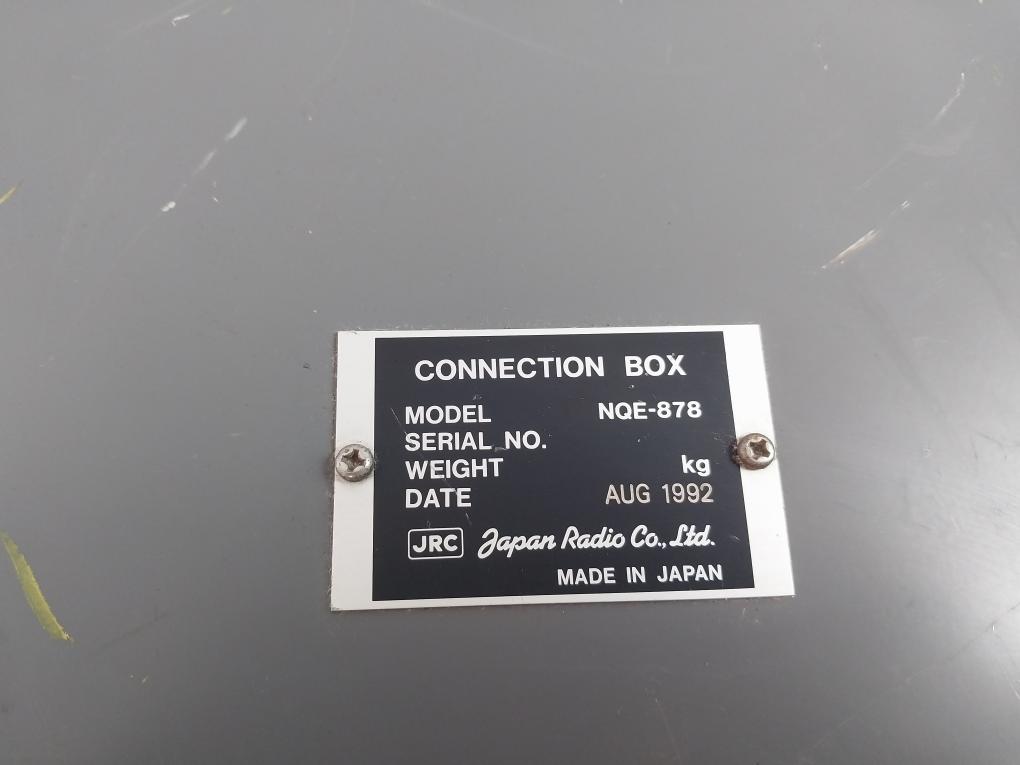 CONNECTION BOX
MODEL NQE-878
SERIAL NO.
WEIGHT kg
DATE AUG 1992
JRC Japan Radio Co., Ltd.
MADE IN JAPAN